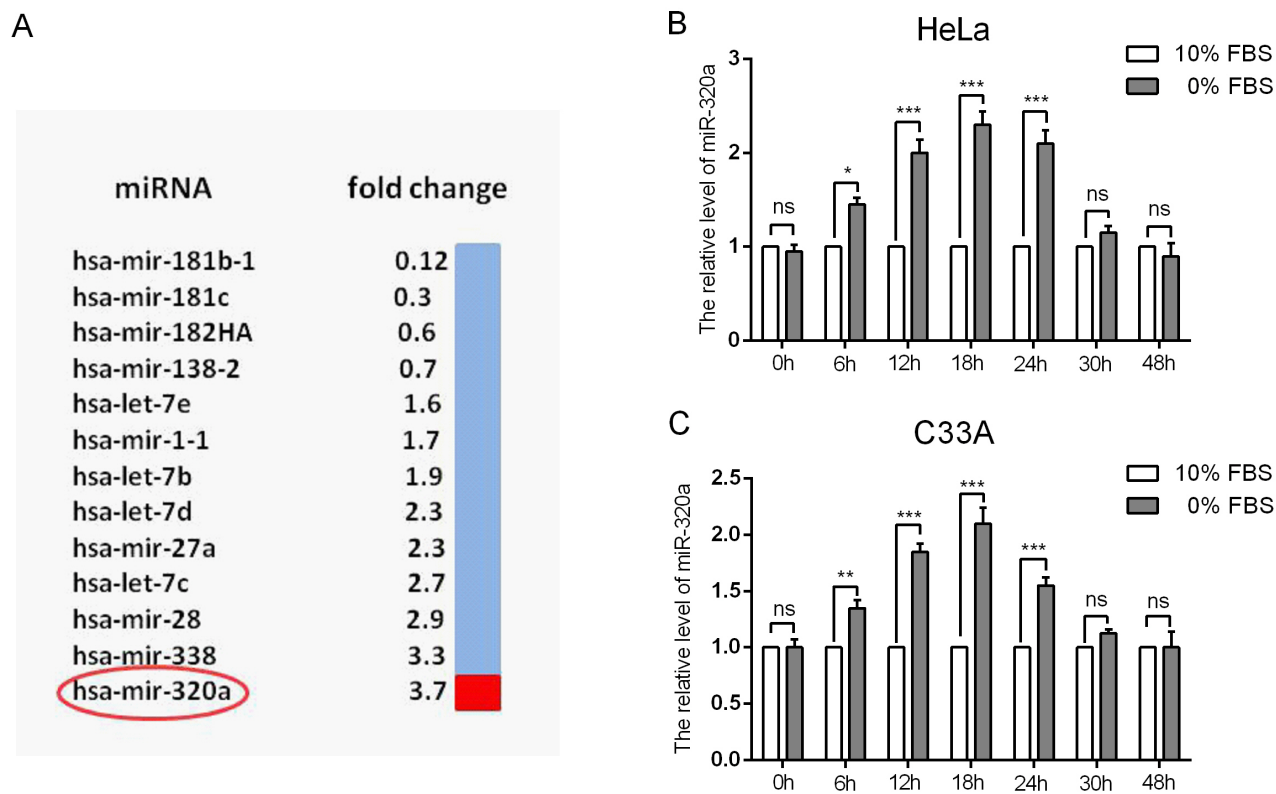 A
miRNA fold change
hsa-mir-181b-1 0.12
hsa-mir-181c 0.3
hsa-mir-182HA 0.6
hsa-mir-138-2 0.7
hsa-let-7e 1.6
hsa-mir-1-1 1.7
hsa-let-7b 1.9
hsa-let-7d 2.3
hsa-mir-27a 2.3
hsa-let-7c 2.7
hsa-mir-28 2.9
hsa-mir-338 3.3
hsa-mir-320a 3.7
B
HeLa
10% FBS
0% FBS
The relative level of miR-320a
3
2
1
0
ns * *** *** *** ns ns
0h 6h 12h 18h 24h 30h 48h
C
C33A
10% FBS
0% FBS
The relative level of miR-320a
2.5
2.0
1.5
1.0
0.5
0.0
ns ** *** *** *** ns ns
0h 6h 12h 18h 24h 30h 48h